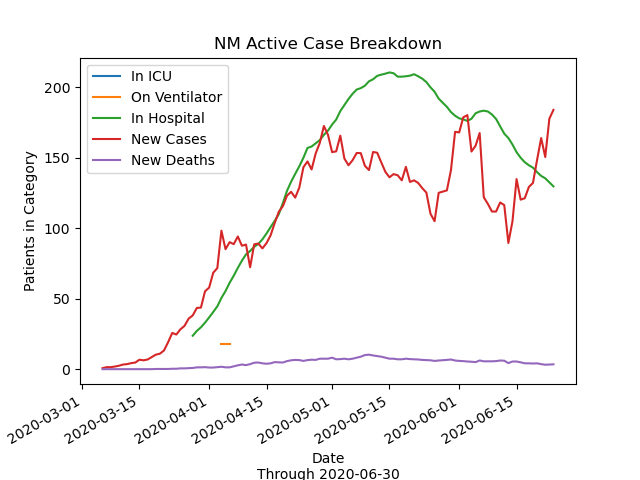 NM Active Case Breakdown
In ICU
On Ventilator
In Hospital
New Cases
New Deaths
Patients in Category
200
150
100
50
0
2020-03-01
2020-03-15
2020-04-01
2020-04-15
2020-05-01
2020-05-15
2020-06-01
2020-06-15
Date
Through 2020-06-30